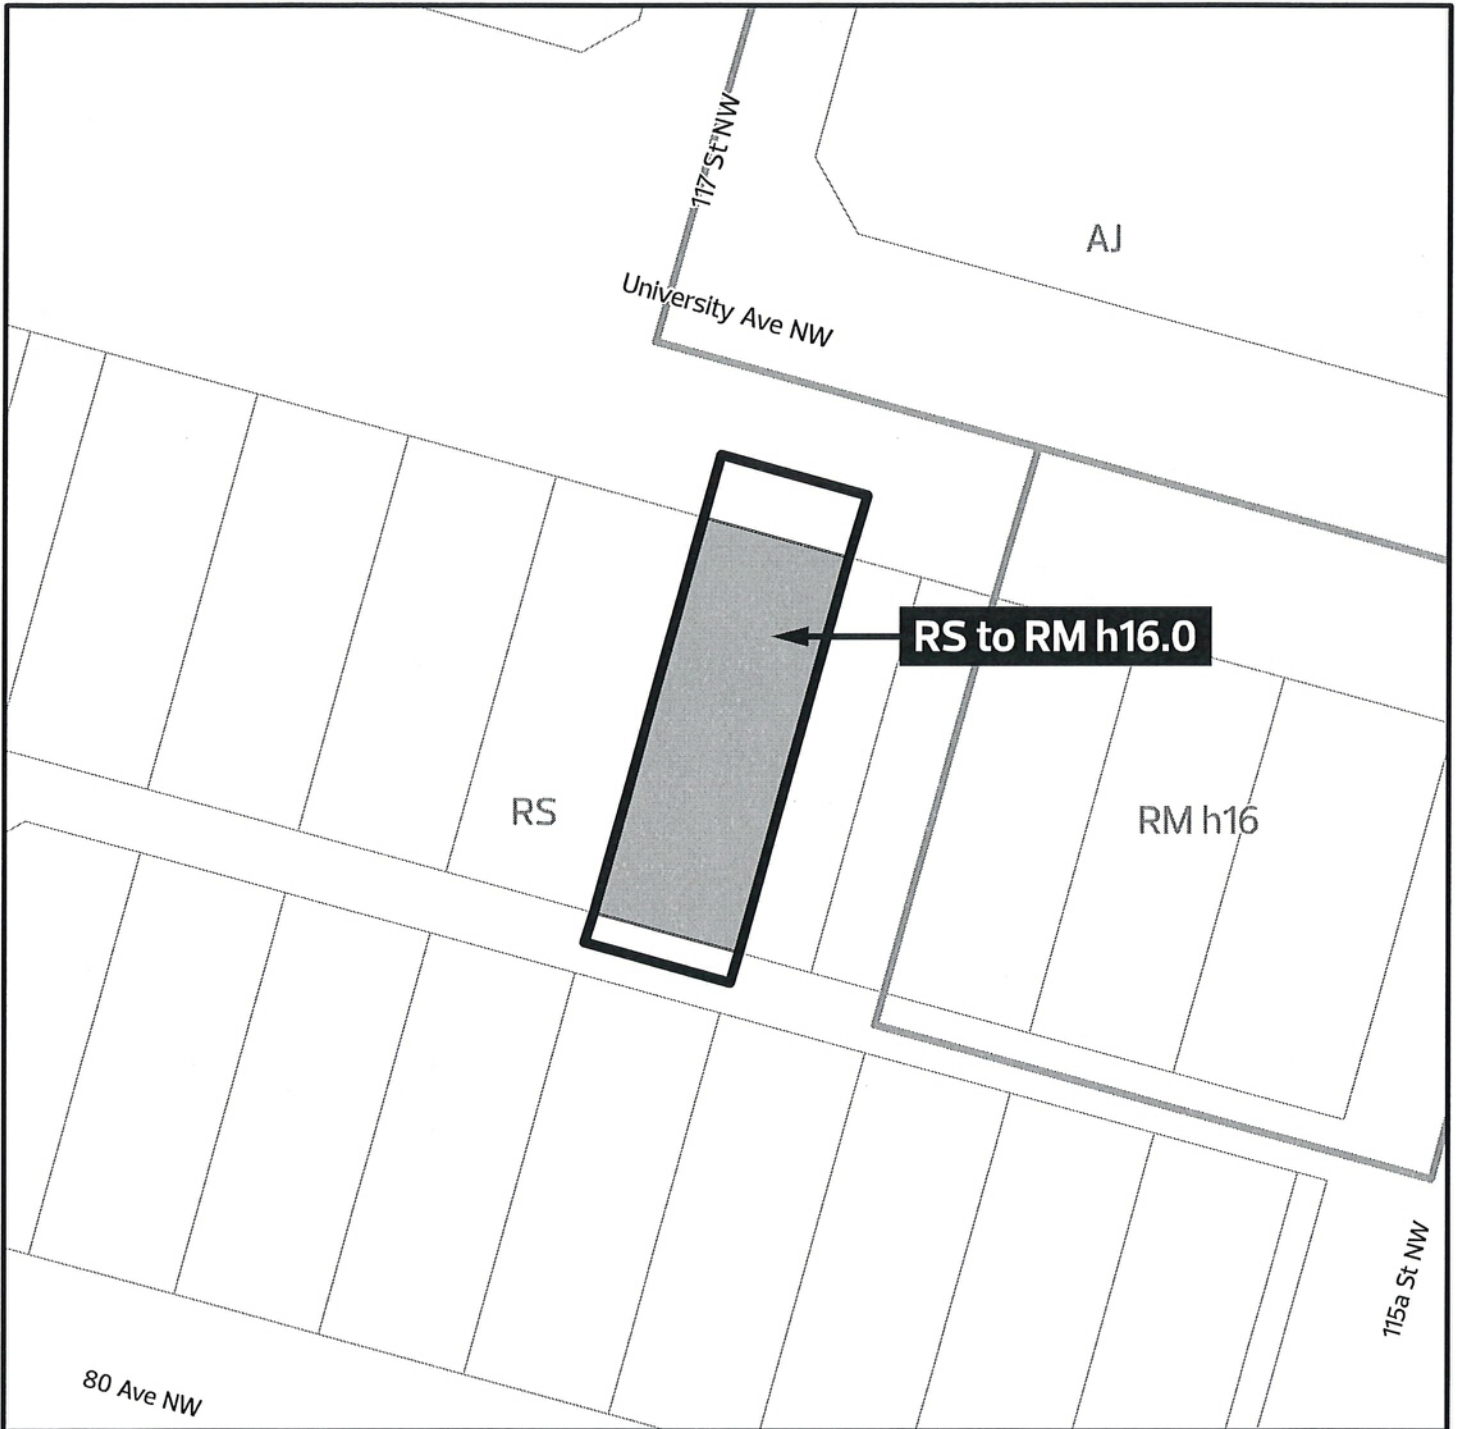 117 St NW
AJ
University Ave NW
RS to RM h16.0
RS
RM h16
115a St NW
80 Ave NW